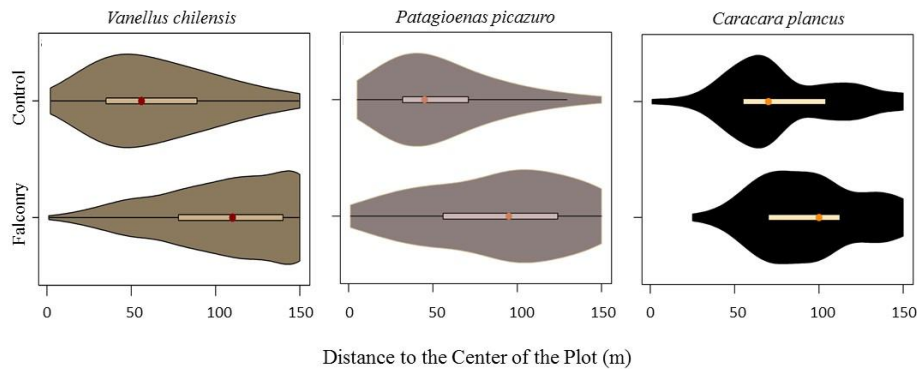 Vanellus chilensis
Patagioenas picazuro
Caracara plancus
Control
Falconry
0 50 100 150
0 50 100 150
0 50 100 150
Distance to the Center of the Plot (m)